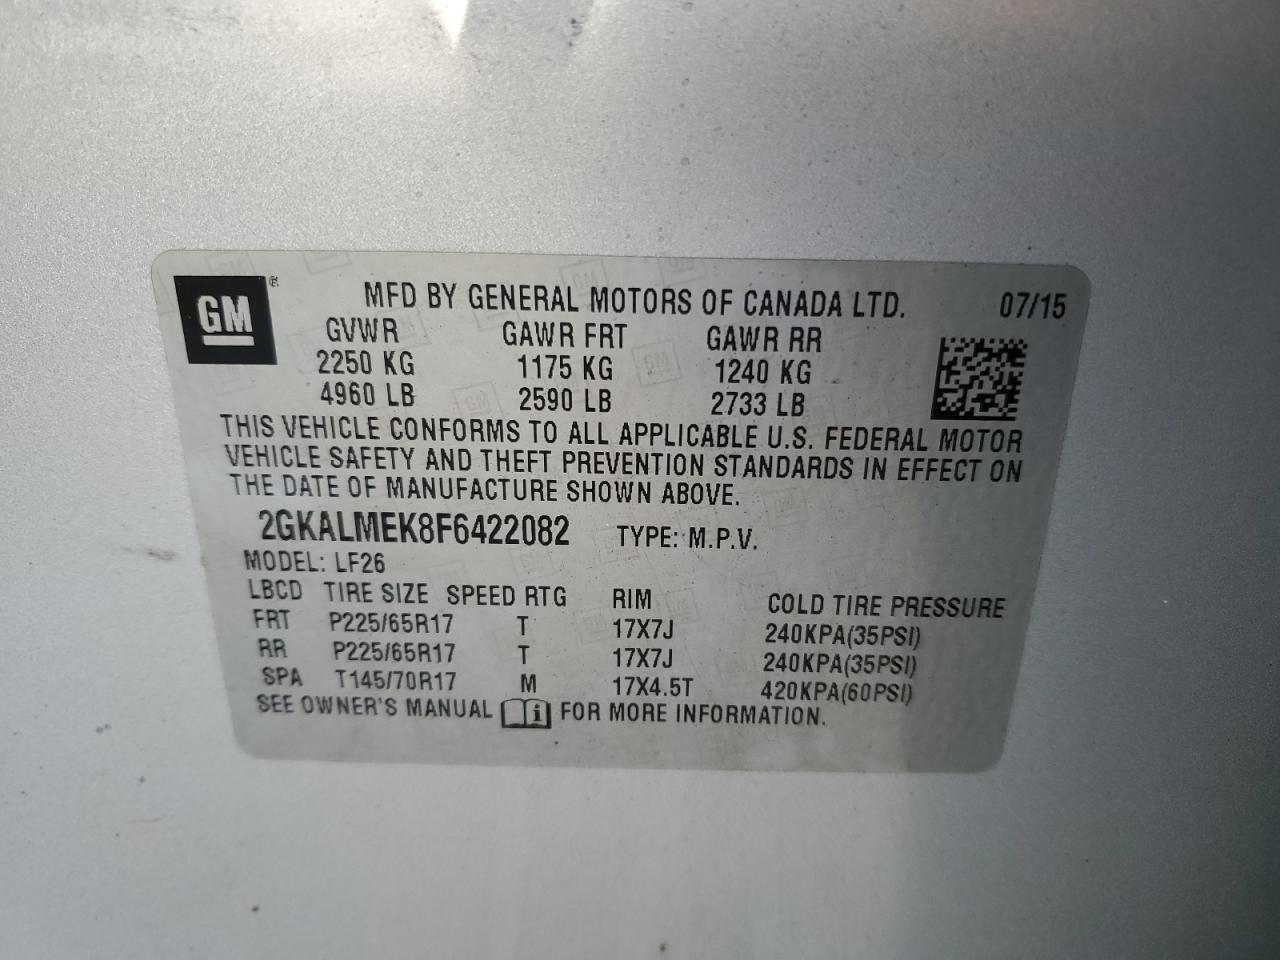 GM ®
MFD BY GENERAL MOTORS OF CANADA LTD. 07/15
GVWR GAWR FRT GAWR RR
2250 KG 1175 KG 1240 KG
4960 LB 2590 LB 2733 LB
THIS VEHICLE CONFORMS TO ALL APPLICABLE U.S. FEDERAL MOTOR
VEHICLE SAFETY AND THEFT PREVENTION STANDARDS IN EFFECT ON
THE DATE OF MANUFACTURE SHOWN ABOVE.
2GKALMEK8F6422082 TYPE: M.P.V.
MODEL: LF26
LBCD TIRE SIZE SPEED RTG RIM COLD TIRE PRESSURE
FRT P225/65R17 T 17X7J 240KPA(35PSI)
RR P225/65R17 T 17X7J 240KPA(35PSI)
SPA T145/70R17 M 17X4.5T 420KPA(60PSI)
SEE OWNER'S MANUAL i FOR MORE INFORMATION.